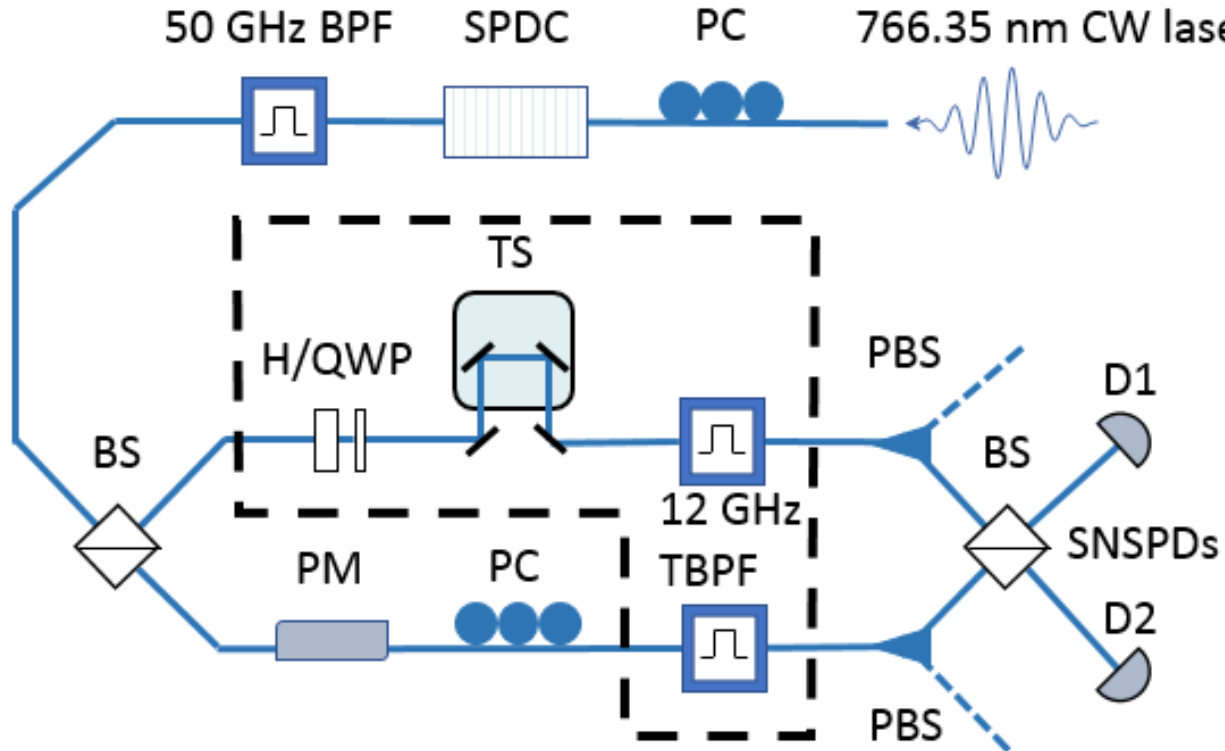 50 GHz BPF
SPDC
PC
766.35 nm CW lase
TS
H/QWP
PBS
D1
BS
BS
12 GHz
SNSPDs
PM
PC
TBPF
D2
PBS